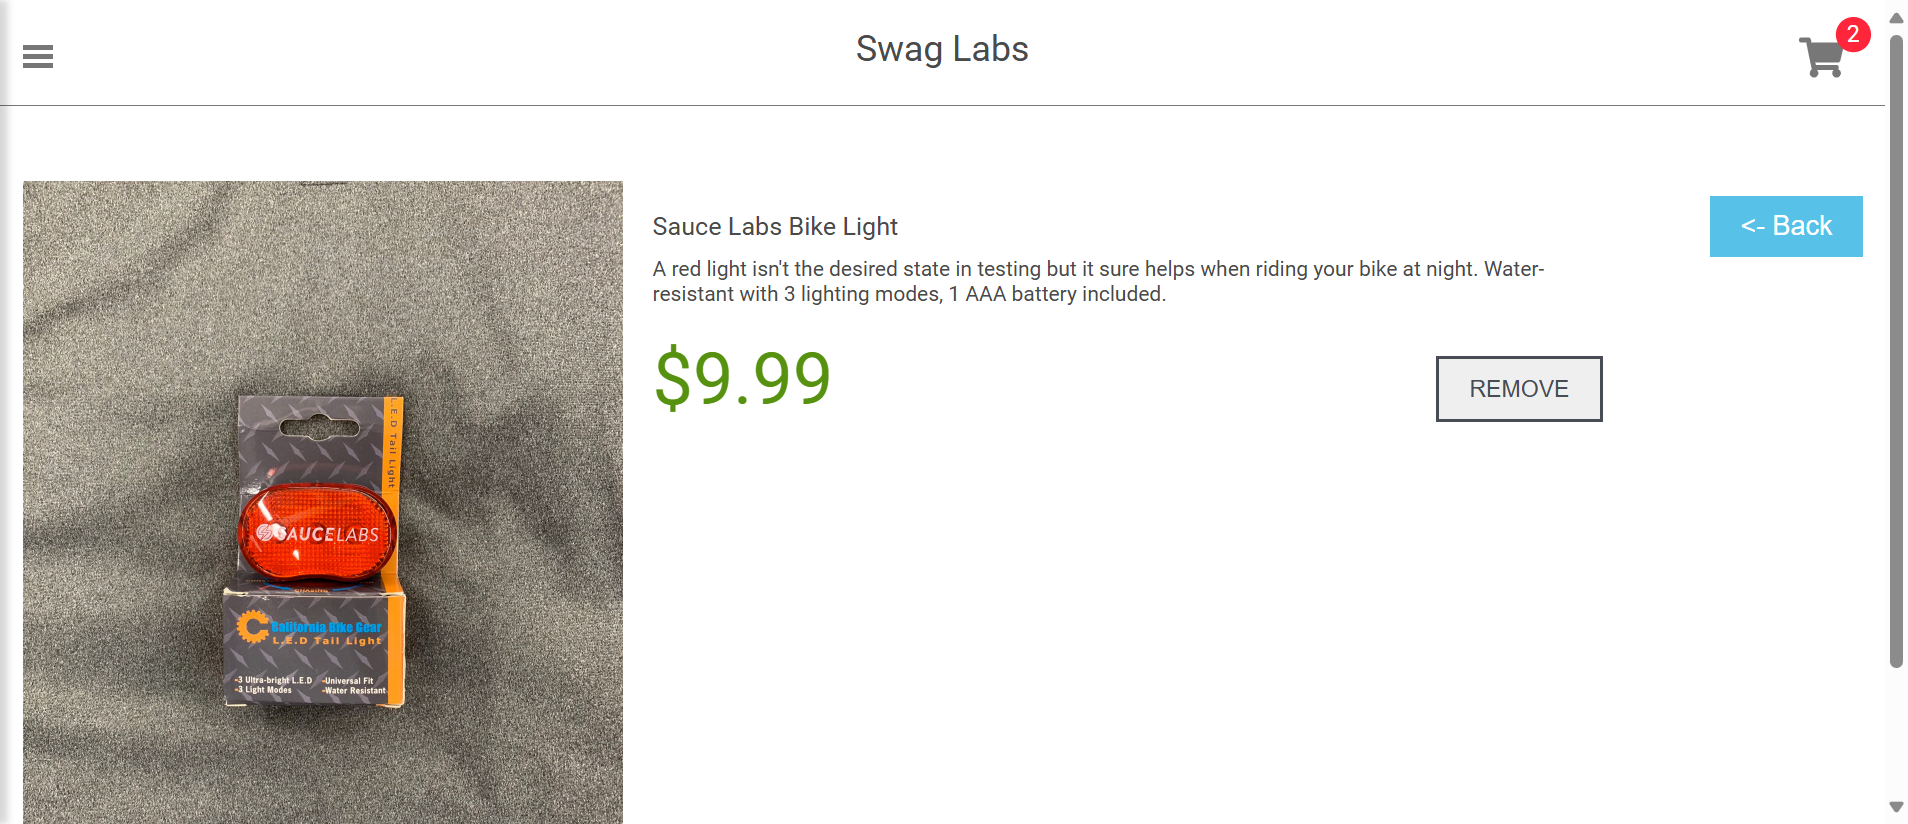 Swag Labs
2
<- Back
Sauce Labs Bike Light
A red light isn't the desired state in testing but it sure helps when riding your bike at night. Water-
resistant with 3 lighting modes, 1 AAA battery included.
$9.99
REMOVE
L.E.D Tail Light
SAUCELABS
CHASING
California Bike Gear
L.E.D Tail Light
-3 Ultra-bright L.E.D -Universal Fit
-3 Light Modes -Water Resistant